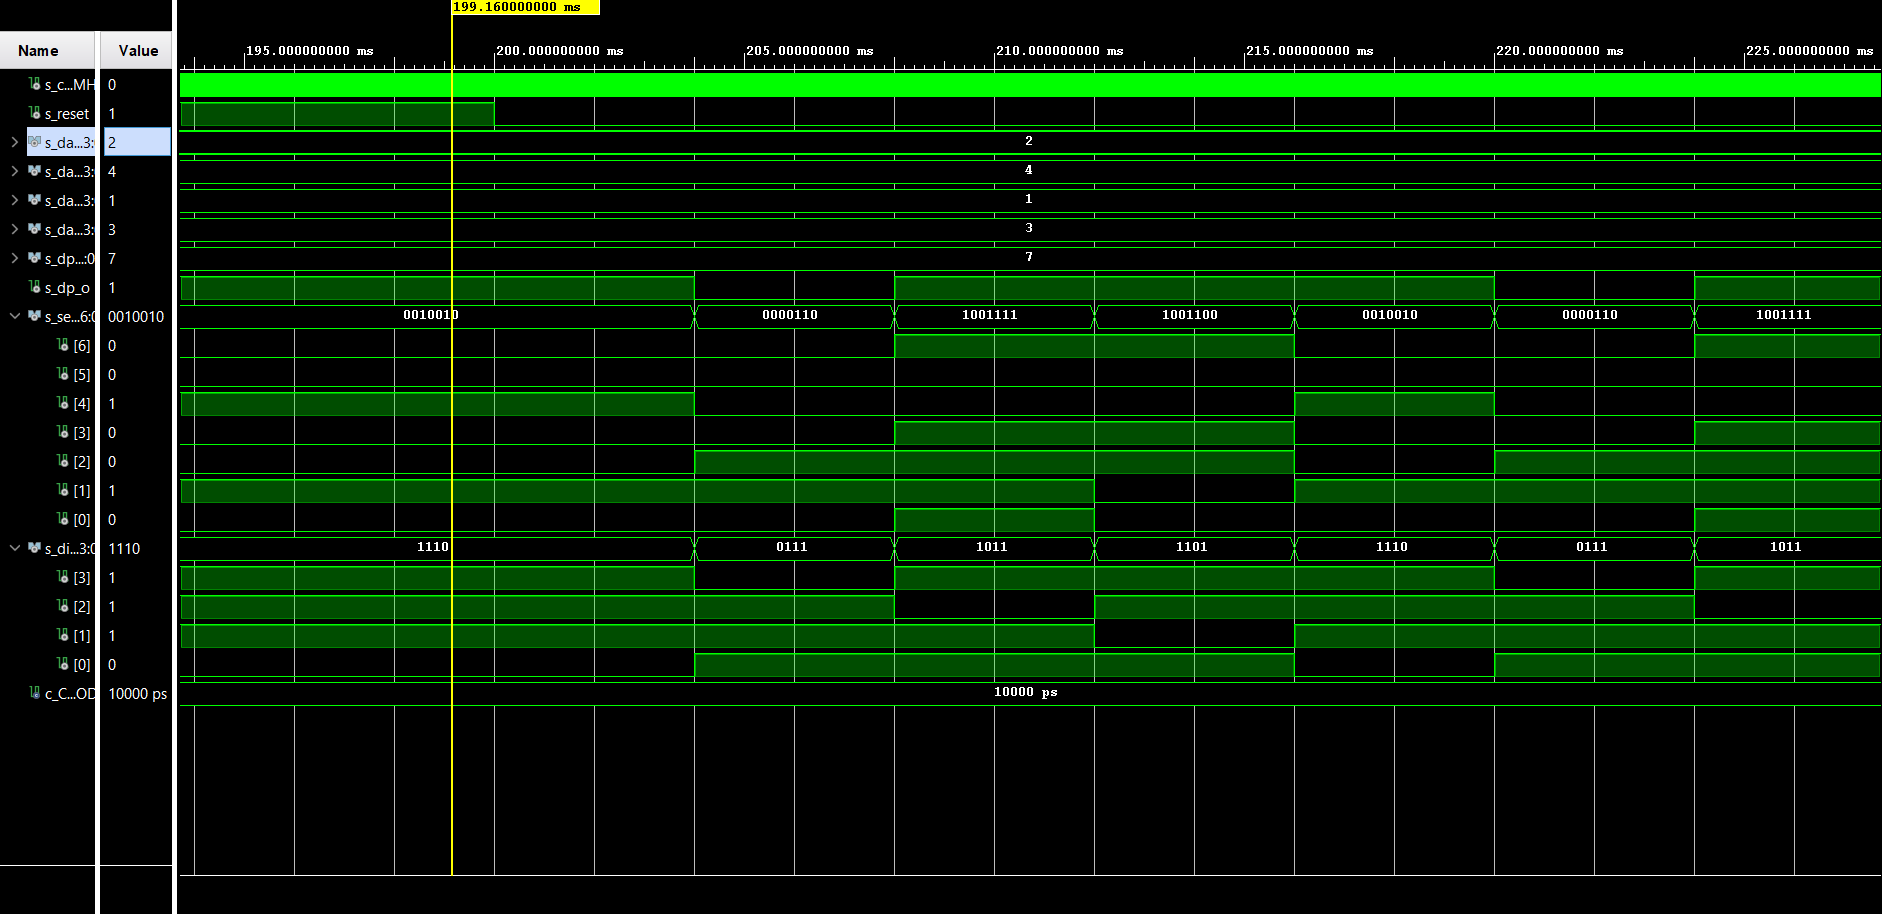 199.160000000 ms
Name Value
195.000000000 ms 200.000000000 ms 205.000000000 ms 210.000000000 ms 215.000000000 ms 220.000000000 ms 225.000000000 ms
s_c...MH 0
s_reset 1
s_da...3: 2 2
s_da...3: 4 4
s_da...3: 1 1
s_da...3: 3 3
s_dp...:0 7 7
s_dp_o 1
s_se...6:0 0010010 0010010 0000110 1001111 1001100 0010010 0000110 1001111
[6] 0
[5] 0
[4] 1
[3] 0
[2] 0
[1] 1
[0] 0
s_di...3:0 1110 1110 0111 1011 1101 1110 0111 1011
[3] 1
[2] 1
[1] 1
[0] 0
c_C...OD 10000 ps 10000 ps